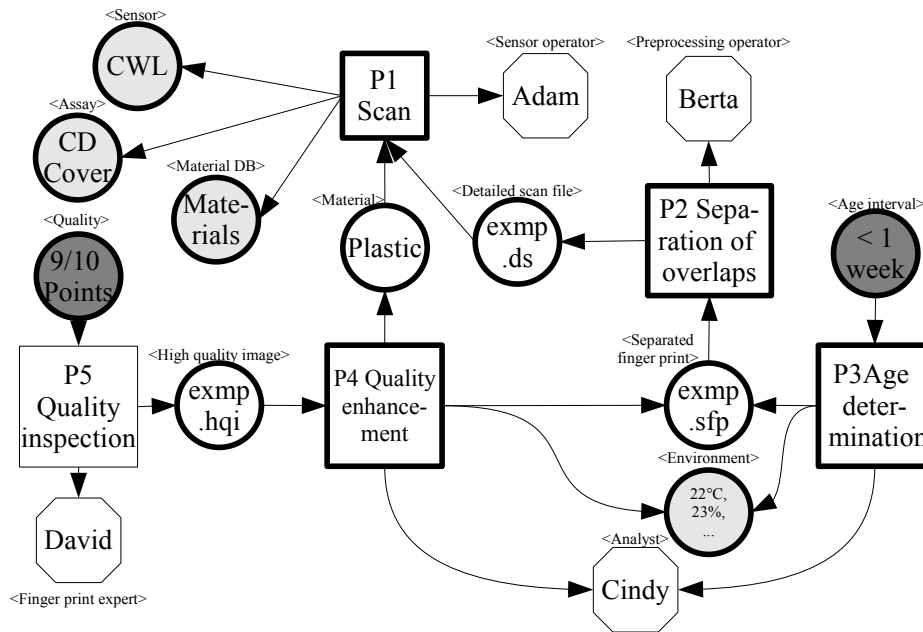 <Sensor>
CWL
P1
Scan
<Sensor operator>
Adam
<Preprocessing operator>
Berta
<Assay>
CD
Cover
<Material DB>
Mate-
rials
<Material>
Plastic
<Detailed scan file>
exmp
.ds
P2 Sepa-
ration of
overlaps
<Age interval>
< 1
week
<Quality>
9/10
Points
P5
Quality
inspection
<High quality image>
exmp
.hqi
P4 Quality
enhance-
ment
<Separated
finger print>
exmp
.sfp
P3Age
deter-
mination
<Environment>
22°C,
23%,
...
David
<Finger print expert>
<Analyst>
Cindy